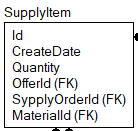 SupplyItem
Id
CreateDate
Quantity
OfferId (FK)
SypplyOrderId (FK)
MaterialId (FK)